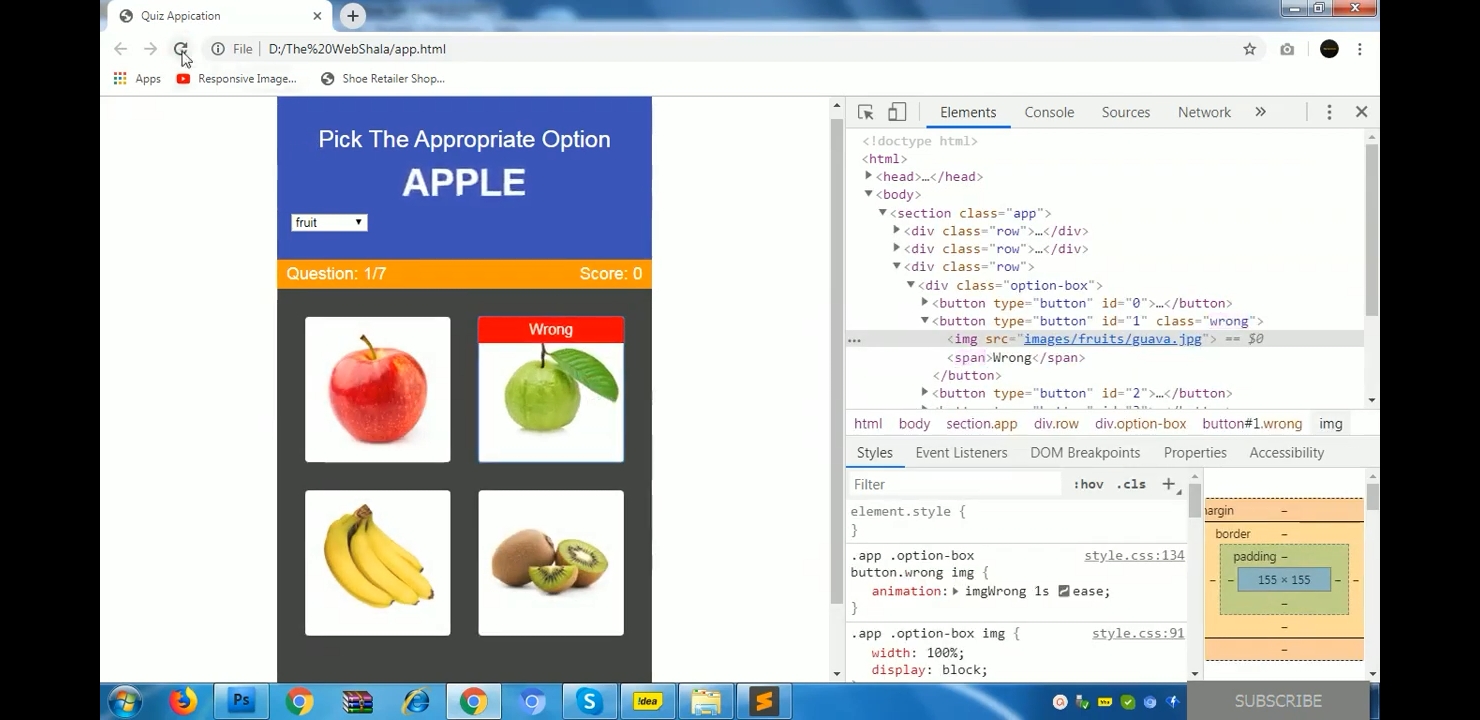 Quiz Appication
File
D:/The%20WebShala/app.html
Apps
Responsive Image...
Shoe Retailer Shop...
Pick The Appropriate Option
APPLE
fruit
Question: 1/7
Score: 0
Wrong
Elements
Console
Sources
Network
<!doctype html>
<html>
<head>…</head>
<body>
<section class="app">
<div class="row">…</div>
<div class="row">…</div>
<div class="row">
<div class="option-box">
<button type="button" id="0">…</button>
<button type="button" id="1" class="wrong">
<img src="images/fruits/guava.jpg"> == $0
<span>Wrong</span>
</button>
<button type="button" id="2">…</button>
html
body
section.app
div.row
div.option-box
button#1.wrong
img
Styles
Event Listeners
DOM Breakpoints
Properties
Accessibility
Filter
:hov
.cls
element.style {
}
.app .option-box
style.css:134
button.wrong img {
animation: imgWrong 1s ease;
}
.app .option-box img {
style.css:91
width: 100%;
display: block;
border
padding
155 × 155
Ps
!dea
SUBSCRIBE